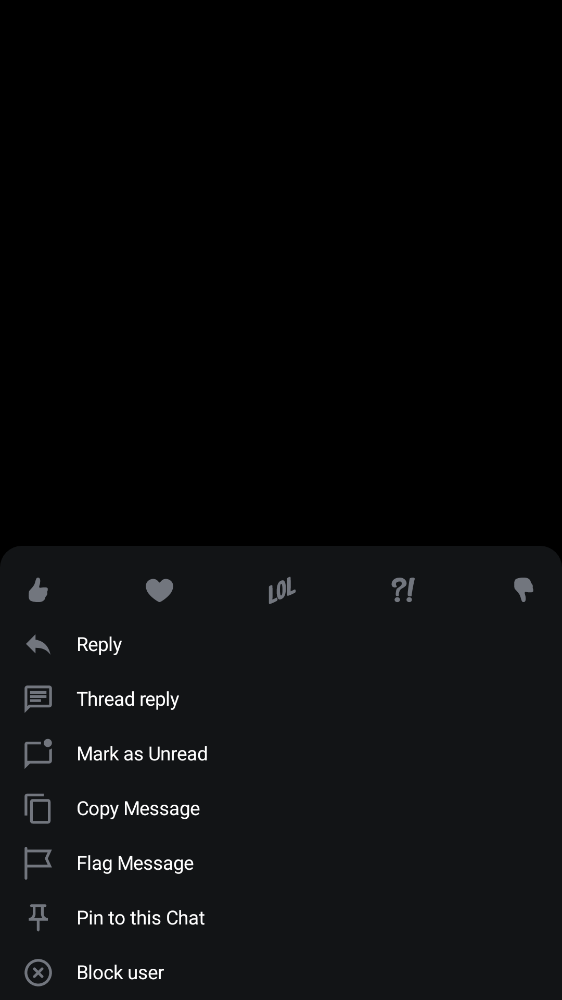 LOL
?!
Reply
Thread reply
Mark as Unread
Copy Message
Flag Message
Pin to this Chat
Block user